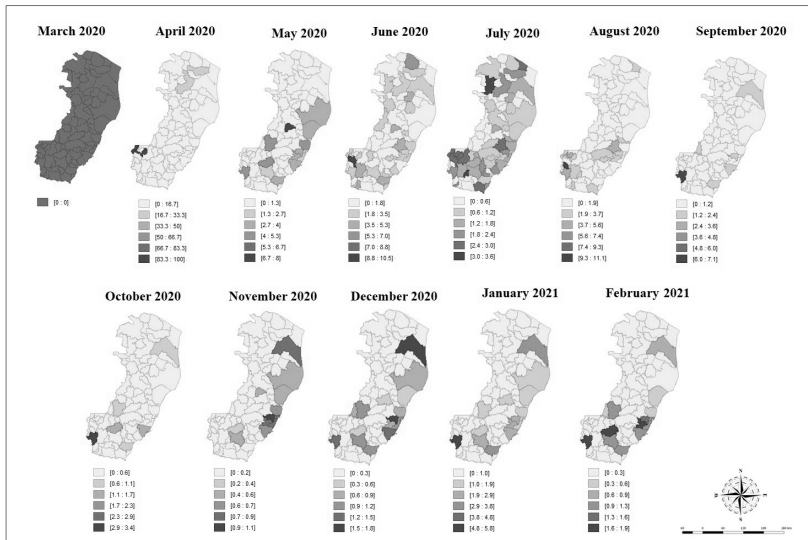 March 2020
April 2020
May 2020
June 2020
July 2020
August 2020
September 2020
[0 : 0]
[0 : 16.7]
[16.7 : 33.3]
[33.3 : 50]
[50 : 66.7]
[66.7 : 83.3]
[83.3 : 100]
[0 : 1.3]
[1.3 : 2.7]
[2.7 : 4]
[4 : 5.3]
[5.3 : 6.7]
[6.7 : 8]
[0 : 1.8]
[1.8 : 3.5]
[3.5 : 5.3]
[5.3 : 7.0]
[7.0 : 8.8]
[8.8 : 10.5]
[0 : 0.6]
[0.6 : 1.2]
[1.2 : 1.8]
[1.8 : 2.4]
[2.4 : 3.0]
[3.0 : 3.6]
[0 : 1.9]
[1.9 : 3.7]
[3.7 : 5.6]
[5.6 : 7.4]
[7.4 : 9.3]
[9.3 : 11.1]
[0 : 1.2]
[1.2 : 2.4]
[2.4 : 3.6]
[3.6 : 4.8]
[4.8 : 6.0]
[6.0 : 7.1]
October 2020
November 2020
December 2020
January 2021
February 2021
[0 : 0.6]
[0.6 : 1.1]
[1.1 : 1.7]
[1.7 : 2.3]
[2.3 : 2.9]
[2.9 : 3.4]
[0 : 0.2]
[0.2 : 0.4]
[0.4 : 0.6]
[0.6 : 0.7]
[0.7 : 0.9]
[0.9 : 1.1]
[0 : 0.3]
[0.3 : 0.6]
[0.6 : 0.9]
[0.9 : 1.2]
[1.2 : 1.5]
[1.5 : 1.8]
[0 : 1.0]
[1.0 : 1.9]
[1.9 : 2.9]
[2.9 : 3.8]
[3.8 : 4.8]
[4.8 : 5.8]
[0 : 0.3]
[0.3 : 0.6]
[0.6 : 0.9]
[0.9 : 1.3]
[1.3 : 1.6]
[1.6 : 1.9]
N
S